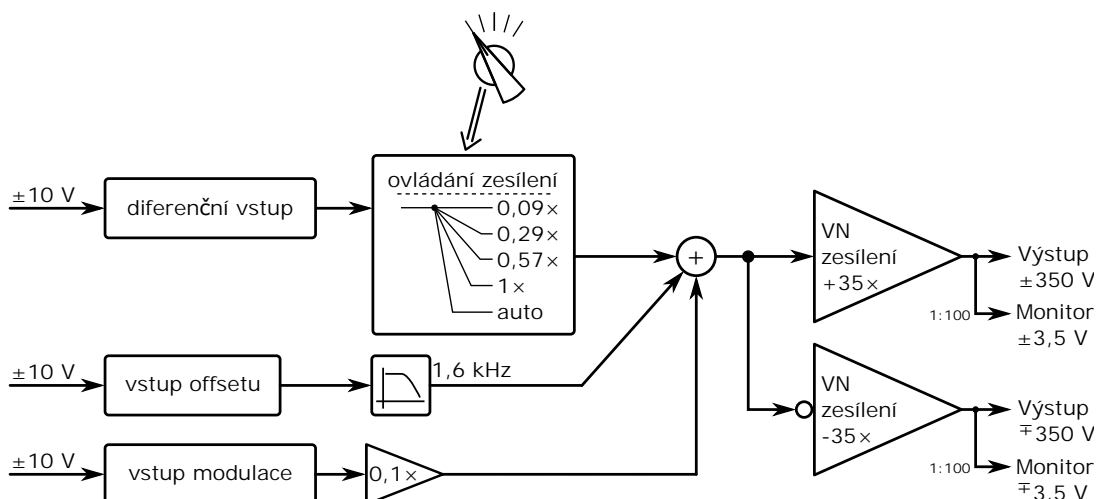 ±10 V
diferenční vstup
ovládání zesílení
0,09×
0,29×
0,57×
1×
auto
+
VN
zesílení
+35×
Výstup
±350 V
1:100
Monitor
±3,5 V
±10 V
vstup offsetu
1,6 kHz
VN
zesílení
-35×
Výstup
∓350 V
1:100
Monitor
∓3,5 V
±10 V
vstup modulace
0,1×